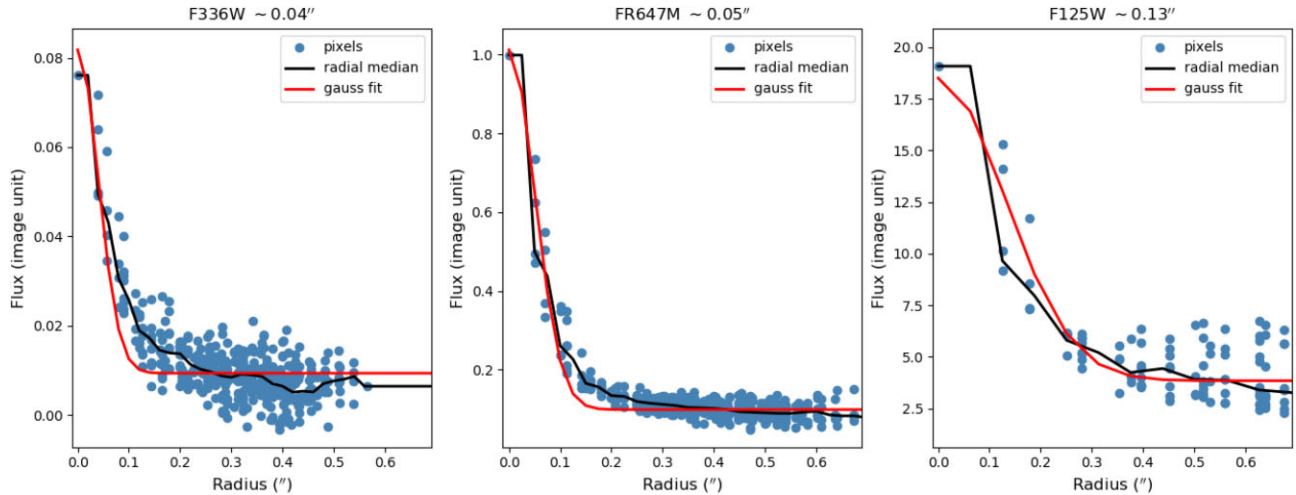 F336W ~0.04″
FR647M ~0.05″
F125W ~0.13″
Flux (image unit)
0.08
0.06
0.04
0.02
0.00
pixels
radial median
gauss fit
0.0 0.1 0.2 0.3 0.4 0.5 0.6
Radius (″)
Flux (image unit)
1.0
0.8
0.6
0.4
0.2
pixels
radial median
gauss fit
0.0 0.1 0.2 0.3 0.4 0.5 0.6
Radius (″)
Flux (image unit)
20.0
17.5
15.0
12.5
10.0
7.5
5.0
2.5
pixels
radial median
gauss fit
0.0 0.1 0.2 0.3 0.4 0.5 0.6
Radius (″)